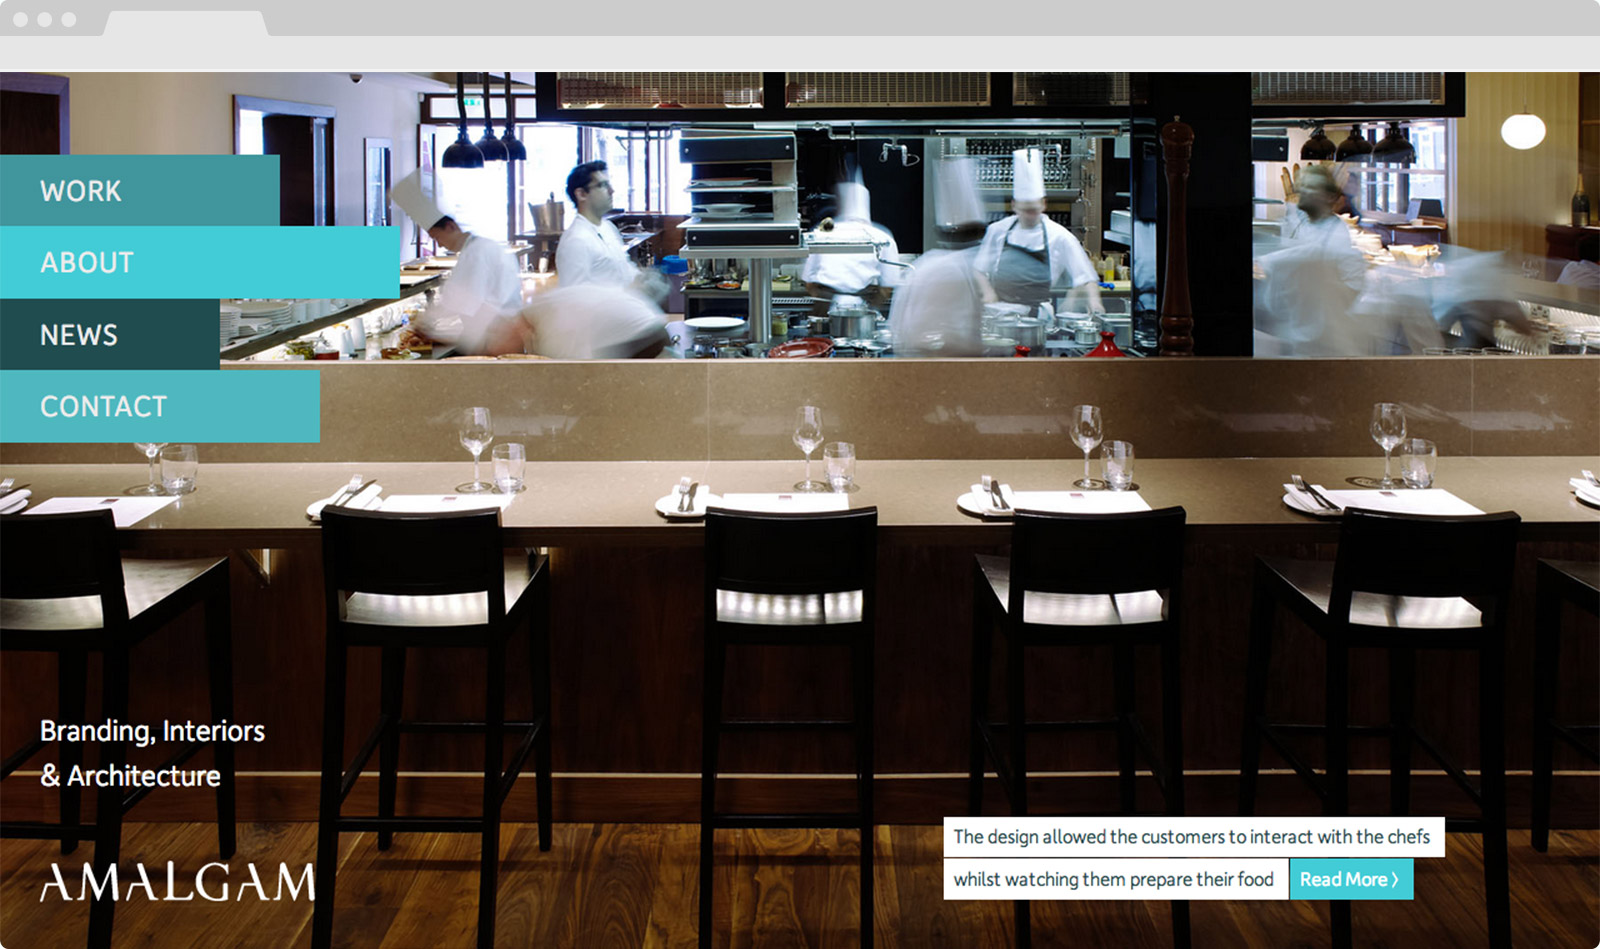 WORK
ABOUT
NEWS
CONTACT
Branding, Interiors
& Architecture
AMALGAM
The design allowed the customers to interact with the chefs
whilst watching them prepare their food
Read More 〉